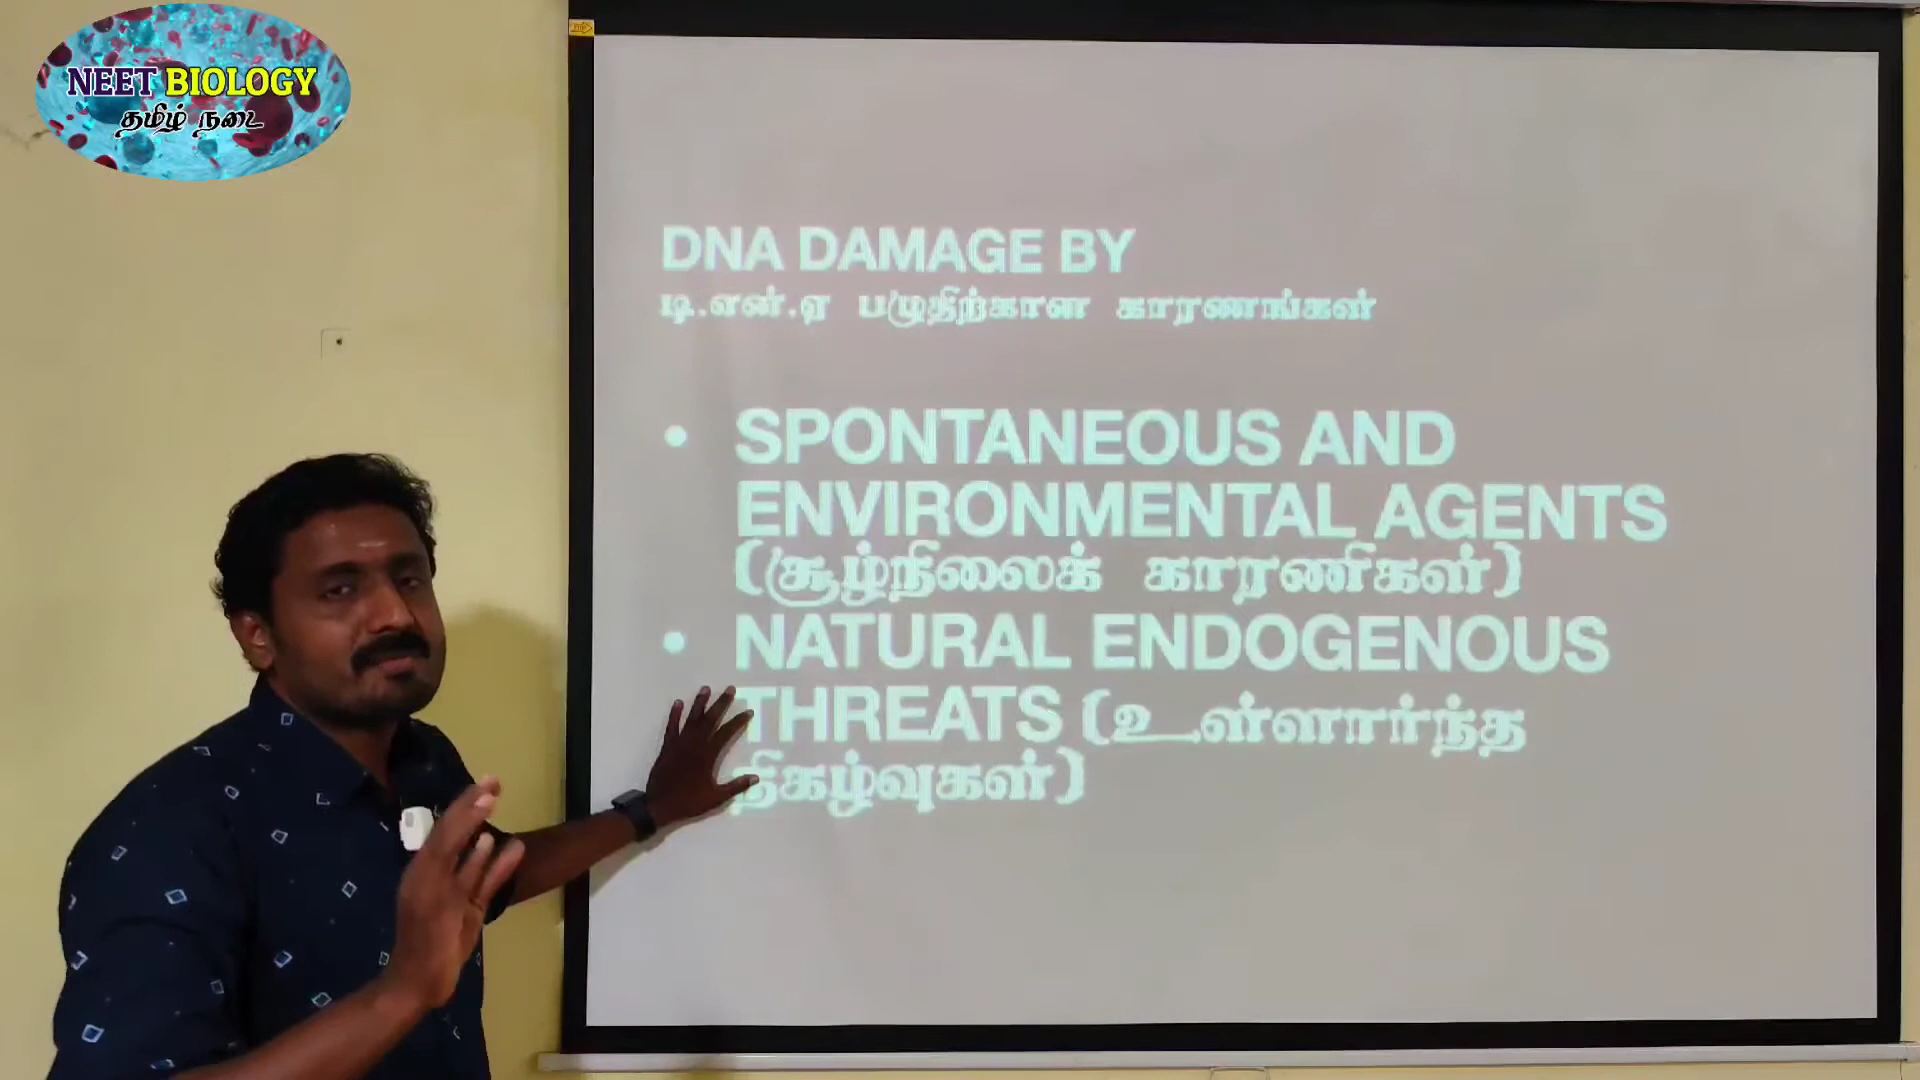 NEET BIOLOGY
தமிழ் நடை
DNA DAMAGE BY
டி.என்.ஏ பழுதிற்கான காரணங்கள்
• SPONTANEOUS AND
ENVIRONMENTAL AGENTS
(சூழ்நிலைக் காரணிகள்)
• NATURAL ENDOGENOUS
THREATS (உள்ளார்ந்த
நிகழ்வுகள்)